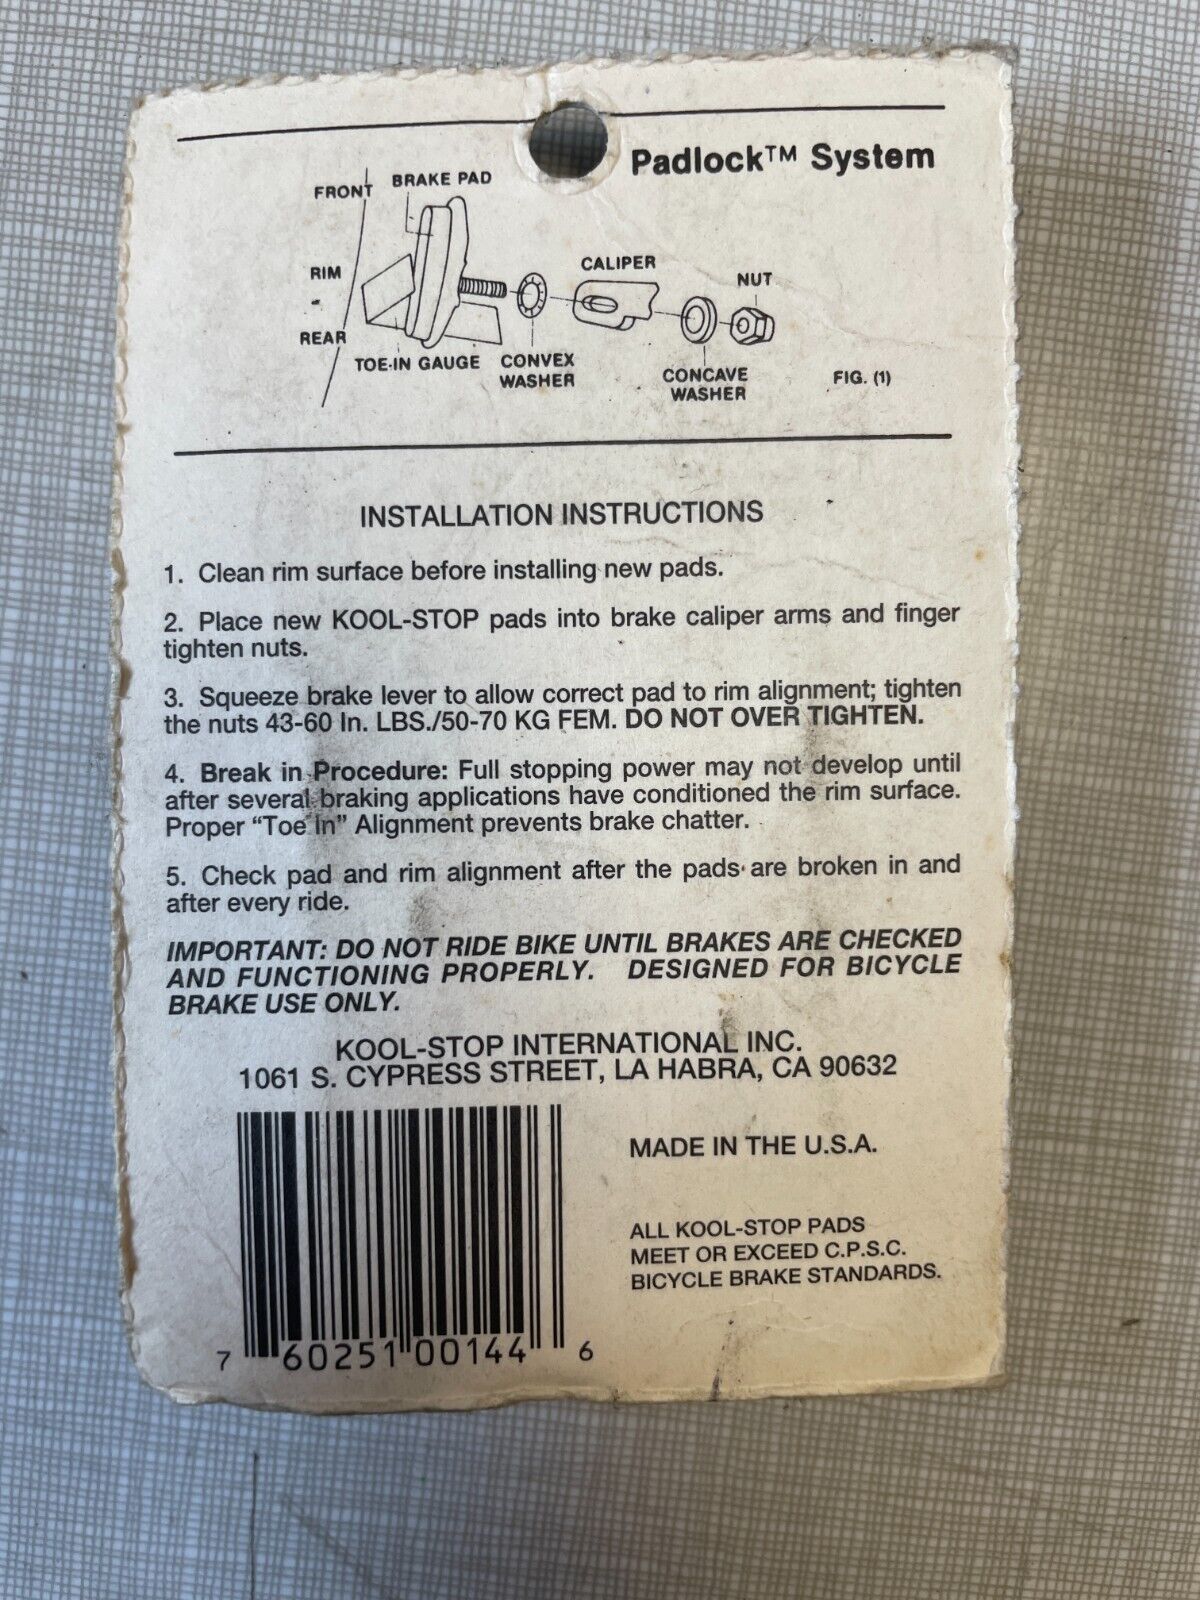 Padlock™ System
FRONT
BRAKE PAD
RIM
REAR
TOE-IN GAUGE
CONVEX
WASHER
CALIPER
NUT
CONCAVE
WASHER
FIG. (1)
INSTALLATION INSTRUCTIONS
1. Clean rim surface before installing new pads.
2. Place new KOOL-STOP pads into brake caliper arms and finger
tighten nuts.
3. Squeeze brake lever to allow correct pad to rim alignment; tighten
the nuts 43-60 In. LBS./50-70 KG FEM. DO NOT OVER TIGHTEN.
4. Break in Procedure: Full stopping power may not develop until
after several braking applications have conditioned the rim surface.
Proper “Toe In” Alignment prevents brake chatter.
5. Check pad and rim alignment after the pads are broken in and
after every ride.
IMPORTANT: DO NOT RIDE BIKE UNTIL BRAKES ARE CHECKED
AND FUNCTIONING PROPERLY. DESIGNED FOR BICYCLE
BRAKE USE ONLY.
KOOL-STOP INTERNATIONAL INC.
1061 S. CYPRESS STREET, LA HABRA, CA 90632
MADE IN THE U.S.A.
ALL KOOL-STOP PADS
MEET OR EXCEED C.P.S.C.
BICYCLE BRAKE STANDARDS.
7 60251 00144 6